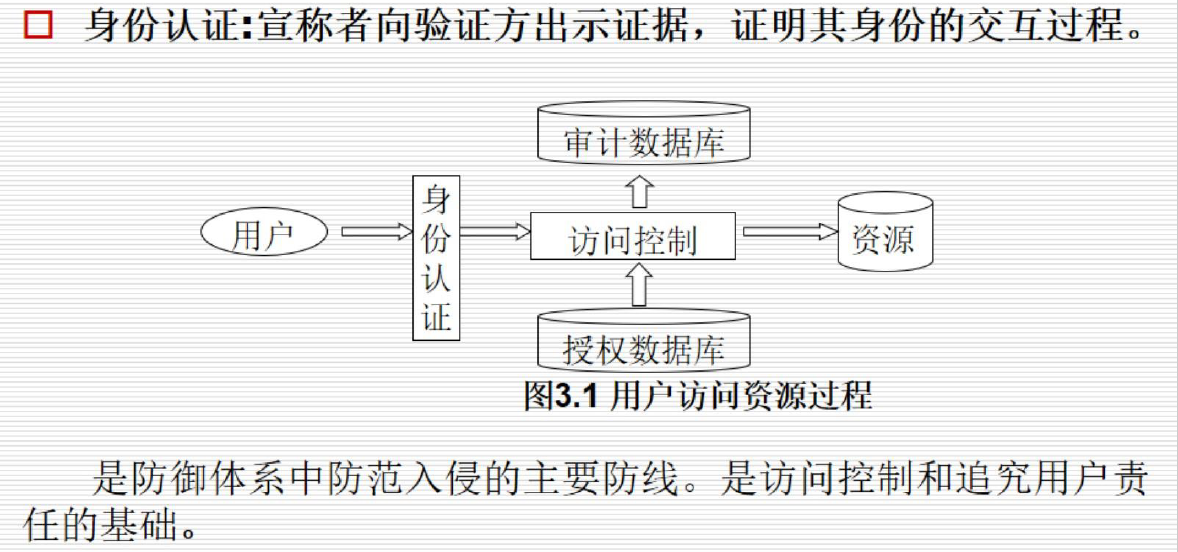 身份认证:宣称者向验证方出示证据，证明其身份的交互过程。
审计数据库
用户
身份认证
访问控制
资源
授权数据库
图3.1 用户访问资源过程
是防御体系中防范入侵的主要防线。是访问控制和追究用户责
任的基础。